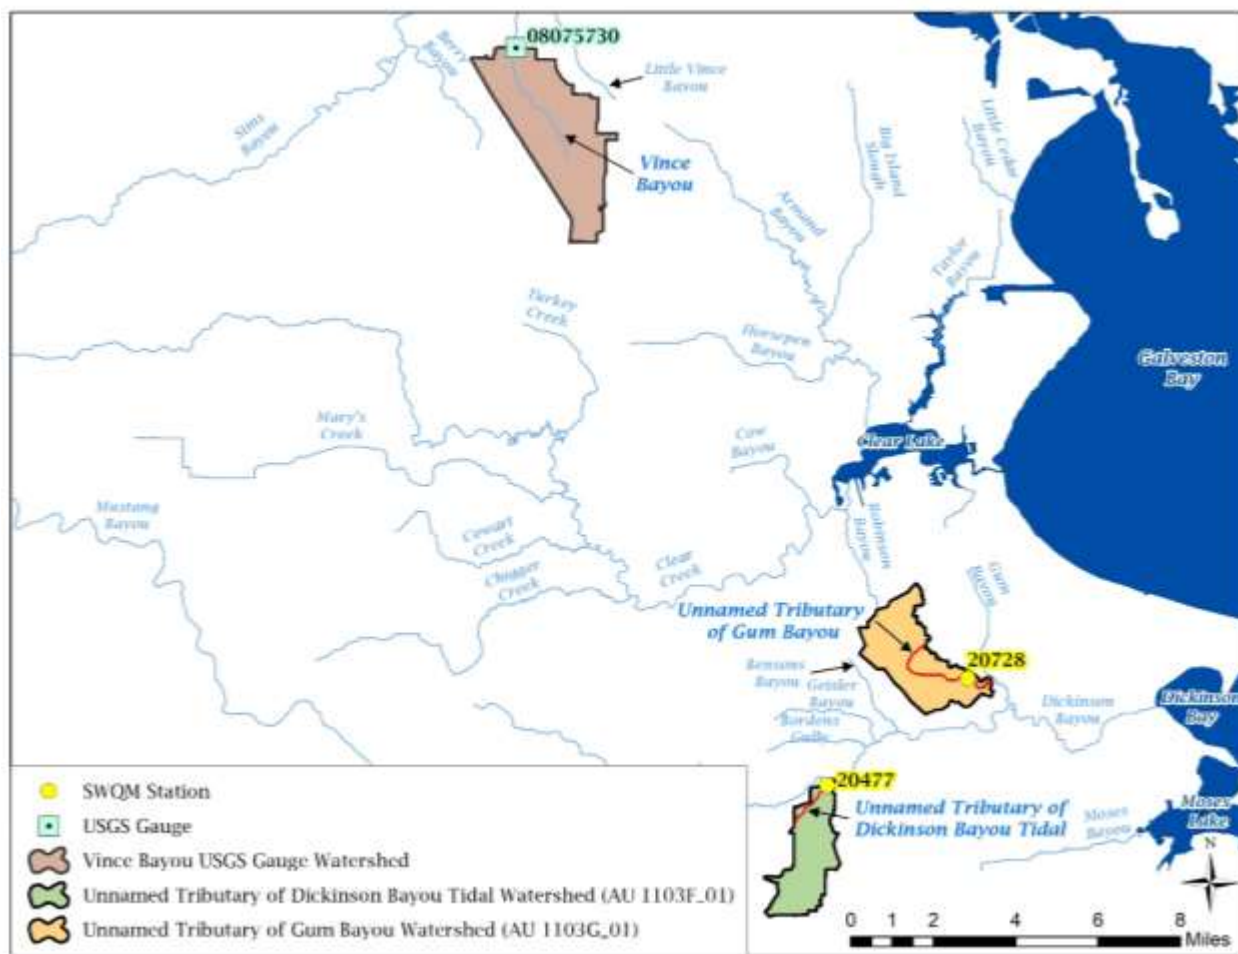 08075730
Berry
Bayou
Little Vince
Bayou
Sims
Bayou
Vince
Bayou
Big Island
Slough
Little Cedar
Bayou
Armand
Bayou
Taylor
Bayou
Turkey
Creek
Horsepen
Bayou
Galveston
Bay
Mary's
Creek
Cow
Bayou
Clear Lake
Mustang
Bayou
Cowart
Creek
Chigger
Creek
Clear
Creek
Robinson
Bayou
Gum
Bayou
Unnamed Tributary
of Gum Bayou
20728
Bensons
Bayou
Geisler
Bayou
Bordens
Gully
Dickinson
Bayou
Dickinson
Bay
20477
Unnamed Tributary of
Dickinson Bayou Tidal
Moses
Bayou
Moses
Lake
SWQM Station
USGS Gauge
Vince Bayou USGS Gauge Watershed
Unnamed Tributary of Dickinson Bayou Tidal Watershed (AU 1103F_01)
Unnamed Tributary of Gum Bayou Watershed (AU 1103G_01)
N
0 1 2 4 6 8
Miles